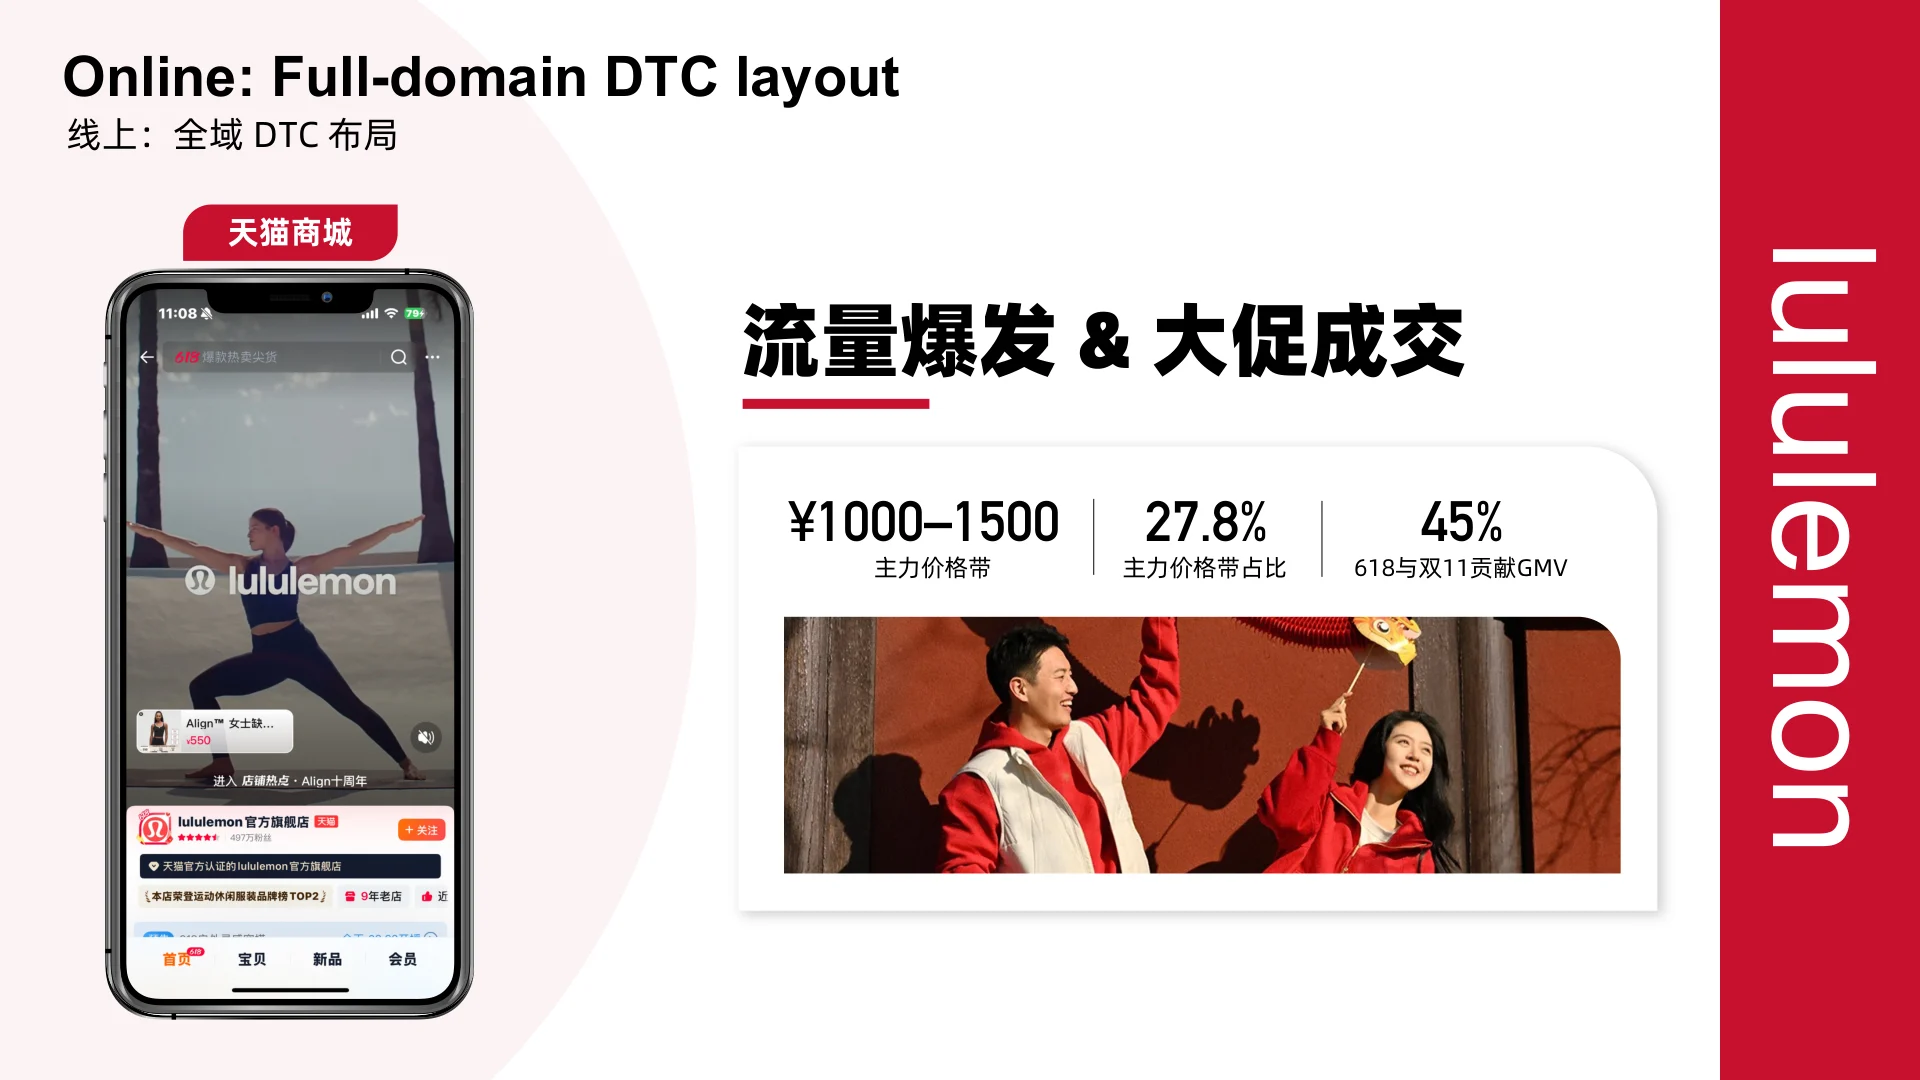 Online: Full-domain DTC layout
线上：全域 DTC 布局
天猫商城
11:08
79
618 爆款热卖尖货
lululemon
Align™ 女士缺...
¥550
进入 店铺热点 · Align十周年
lululemon官方旗舰店 天猫
497万粉丝
+ 关注
天猫官方认证的lululemon官方旗舰店
本店荣登运动休闲服装品牌榜TOP2
9年老店
近
首页 618
宝贝
新品
会员
流量爆发 & 大促成交
¥1000–1500
主力价格带
27.8%
主力价格带占比
45%
618与双11贡献GMV
lululemon